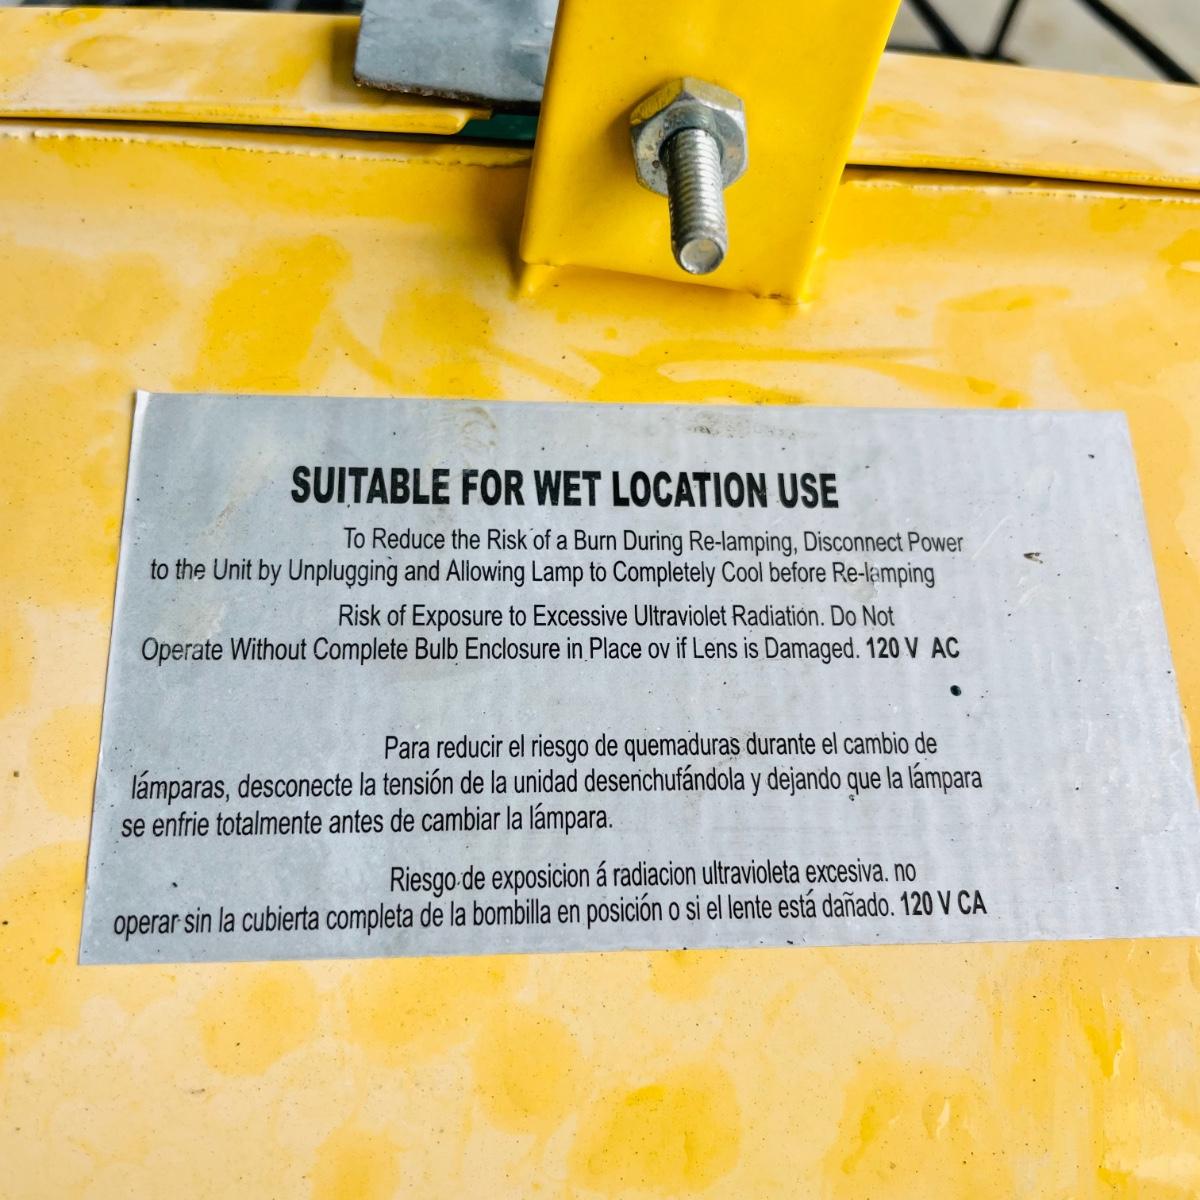 SUITABLE FOR WET LOCATION USE
To Reduce the Risk of a Burn During Re-lamping, Disconnect Power
to the Unit by Unplugging and Allowing Lamp to Completely Cool before Re-lamping
Risk of Exposure to Excessive Ultraviolet Radiation. Do Not
Operate Without Complete Bulb Enclosure in Place ov if Lens is Damaged. 120 V AC
Para reducir el riesgo de quemaduras durante el cambio de
lámparas, desconecte la tensión de la unidad desenchufándola y dejando que la lámpara
se enfrie totalmente antes de cambiar la lámpara.
Riesgo de exposicion á radiacion ultravioleta excesiva. no
operar sin la cubierta completa de la bombilla en posición o si el lente está dañado. 120 V CA